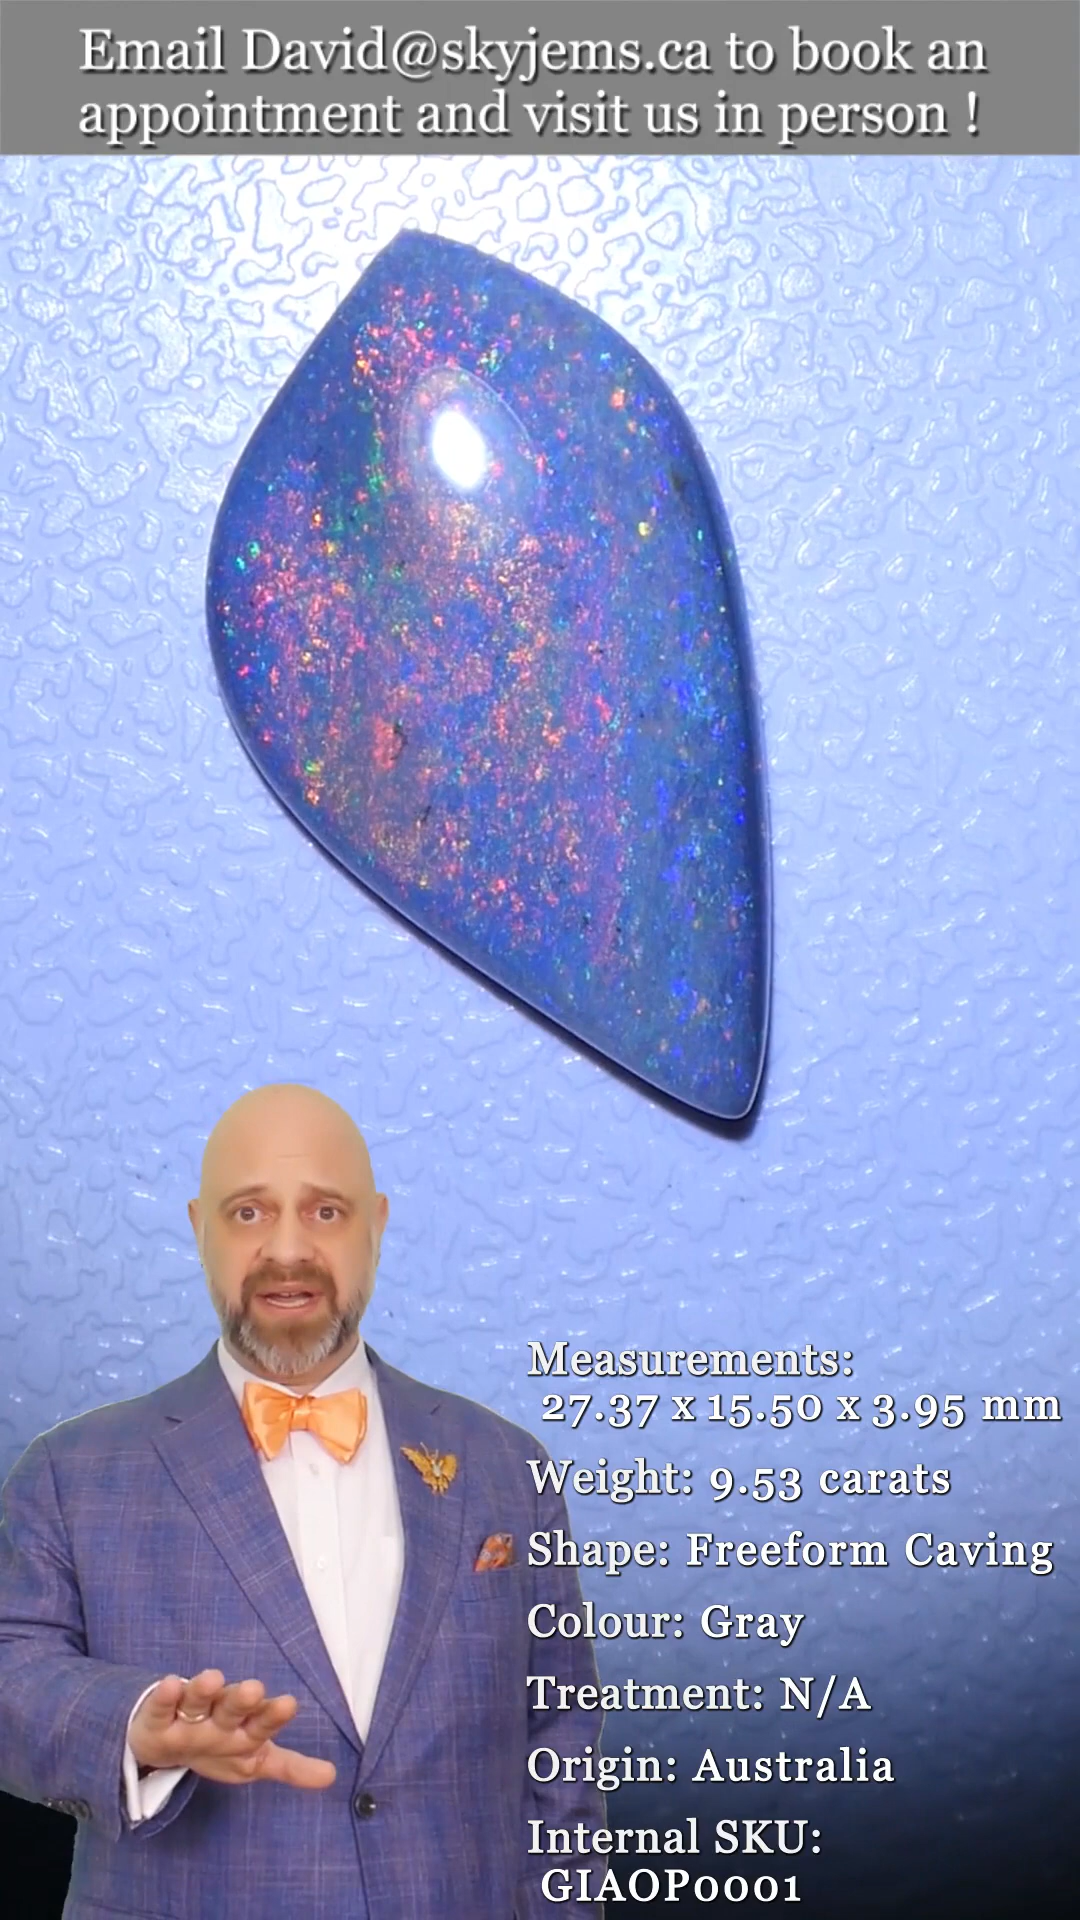 Email David@skyjems.ca to book an
appointment and visit us in person !
Measurements:
27.37 x 15.50 x 3.95 mm
Weight: 9.53 carats
Shape: Freeform Caving
Colour: Gray
Treatment: N/A
Origin: Australia
Internal SKU:
GIAOP0001